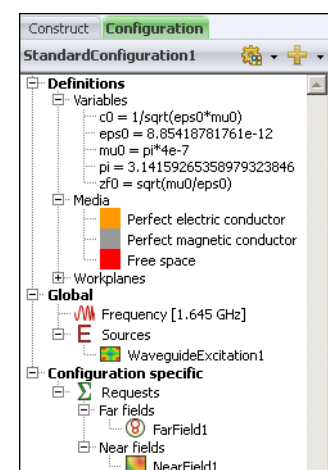 Construct Configuration
StandardConfiguration1
Definitions
Variables
c0 = 1/sqrt(eps0*mu0)
eps0 = 8.85418781761e-12
mu0 = pi*4e-7
pi = 3.14159265358979323846
zf0 = sqrt(mu0/eps0)
Media
Perfect electric conductor
Perfect magnetic conductor
Free space
Workplanes
Global
Frequency [1.645 GHz]
Sources
WaveguideExcitation1
Configuration specific
Requests
Far fields
FarField1
Near fields
NearField1